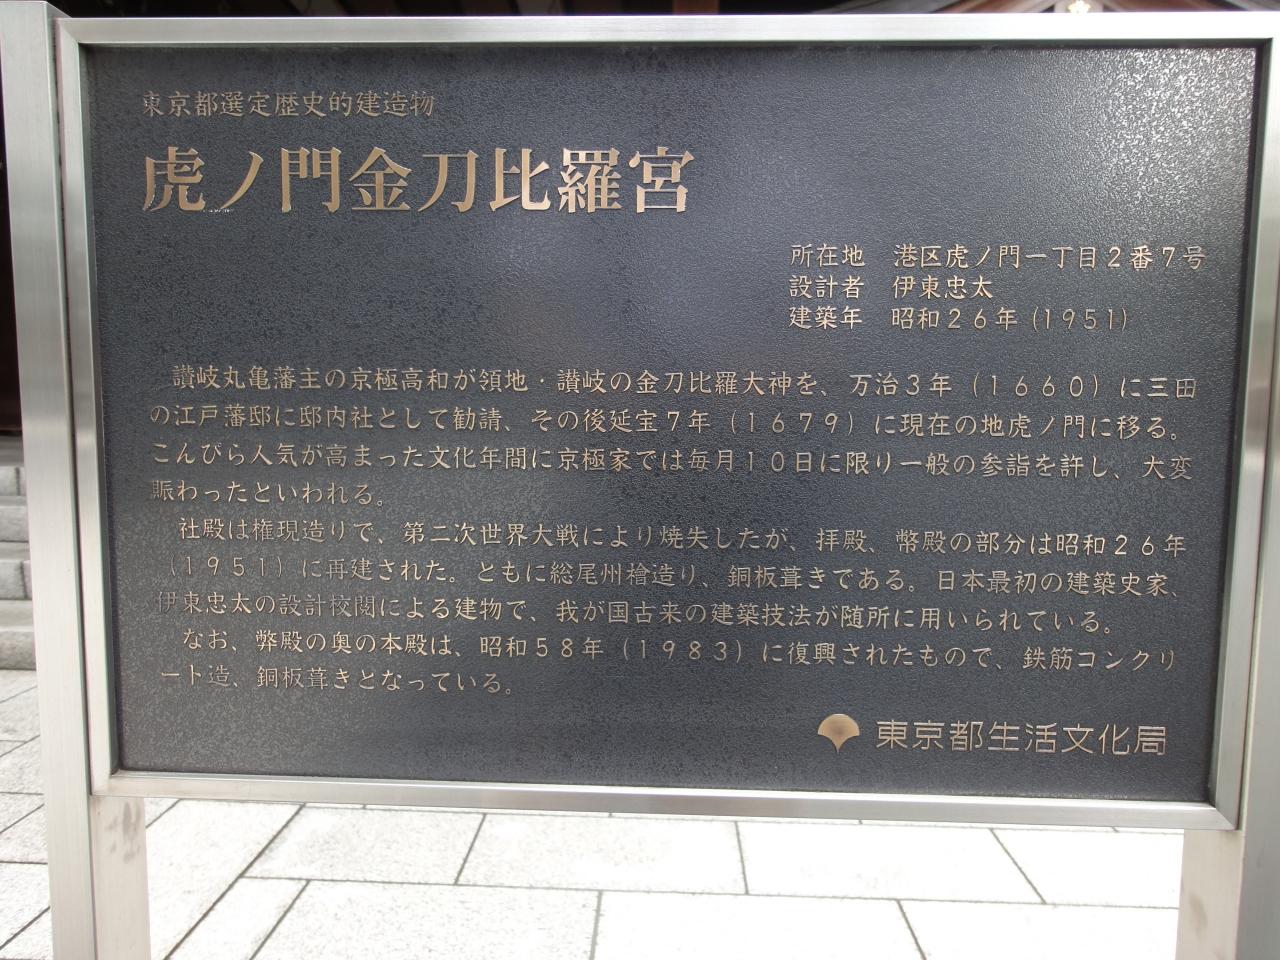 東京都選定歴史的建造物
虎ノ門金刀比羅宮
所在地　港区虎ノ門一丁目２番７号
設計者　伊東忠太
建築年　昭和２６年(１９５１)
讃岐丸亀藩主の京極高和が領地・讃岐の金刀比羅大神を、万治３年（１６６０）に三田
の江戸藩邸に邸内社として勧請、その後延宝７年（１６７９）に現在の地虎ノ門に移る。
こんぴら人気が高まった文化年間に京極家では毎月１０日に限り一般の参詣を許し、大変
賑わったといわれる。
社殿は権現造りで、第二次世界大戦により焼失したが、拝殿、幣殿の部分は昭和２６年
（１９５１）に再建された。ともに総尾州檜造り、銅板葺きである。日本最初の建築史家、
伊東忠太の設計校閲による建物で、我が国古来の建築技法が随所に用いられている。
なお、弊殿の奥の本殿は、昭和５８年（１９８３）に復興されたもので、鉄筋コンクリ
ート造、銅板葺きとなっている。
東京都生活文化局